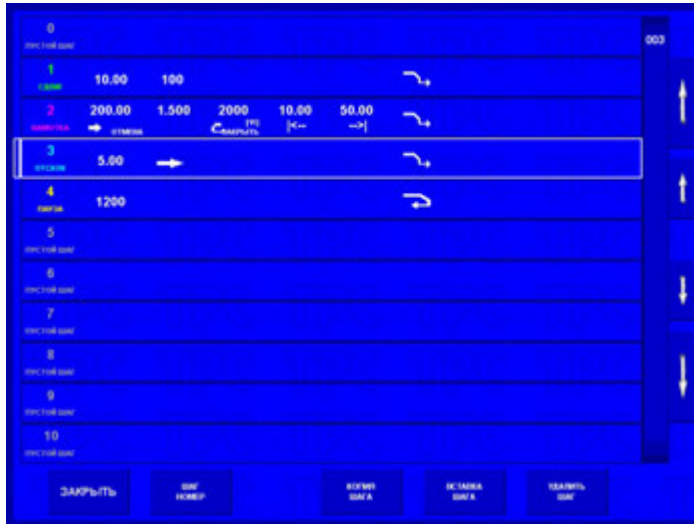 0
ПУСТОЙ ШАГ
003
1
СДВИГ
10.00 100
2
НАМОТКА
200.00 1.500 2000 10.00 50.00
ОТМЕНА ЗАКРЫТЬ |<-- -->|
3
ОТСКОК
5.00
4
ПАУЗА
1200
5
ПУСТОЙ ШАГ
6
ПУСТОЙ ШАГ
7
ПУСТОЙ ШАГ
8
ПУСТОЙ ШАГ
9
ПУСТОЙ ШАГ
10
ПУСТОЙ ШАГ
ЗАКРЫТЬ
ШАГ
НОМЕР
КОПИЯ
ШАГА
ВСТАВКА
ШАГА
УДАЛИТЬ
ШАГ